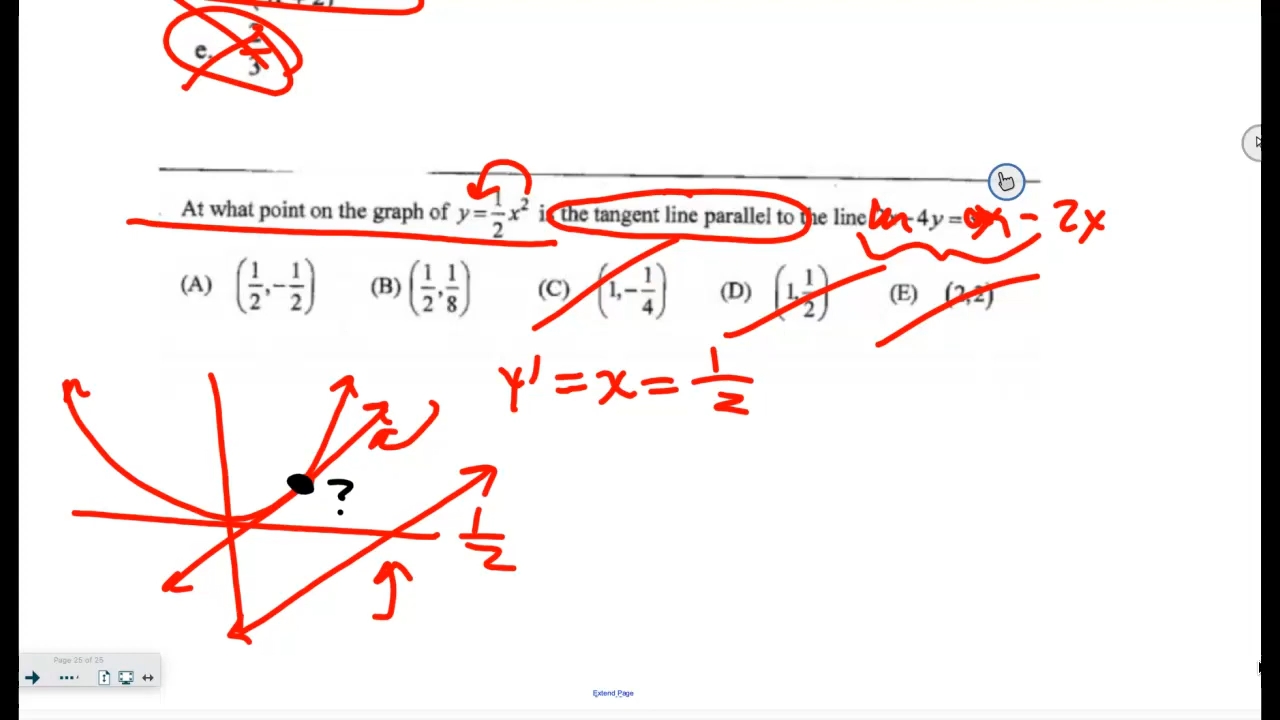 e. 2/3
At what point on the graph of y = 1/2 x² is the tangent line parallel to the line - 4y = - 2x
(A) (1/2, -1/2) (B) (1/2, 1/8) (C) (1, -1/4) (D) (1, 1/2) (E) (2,2)
y' = x = 1/2
?
1/2
Page 25 of 25
Extend Page